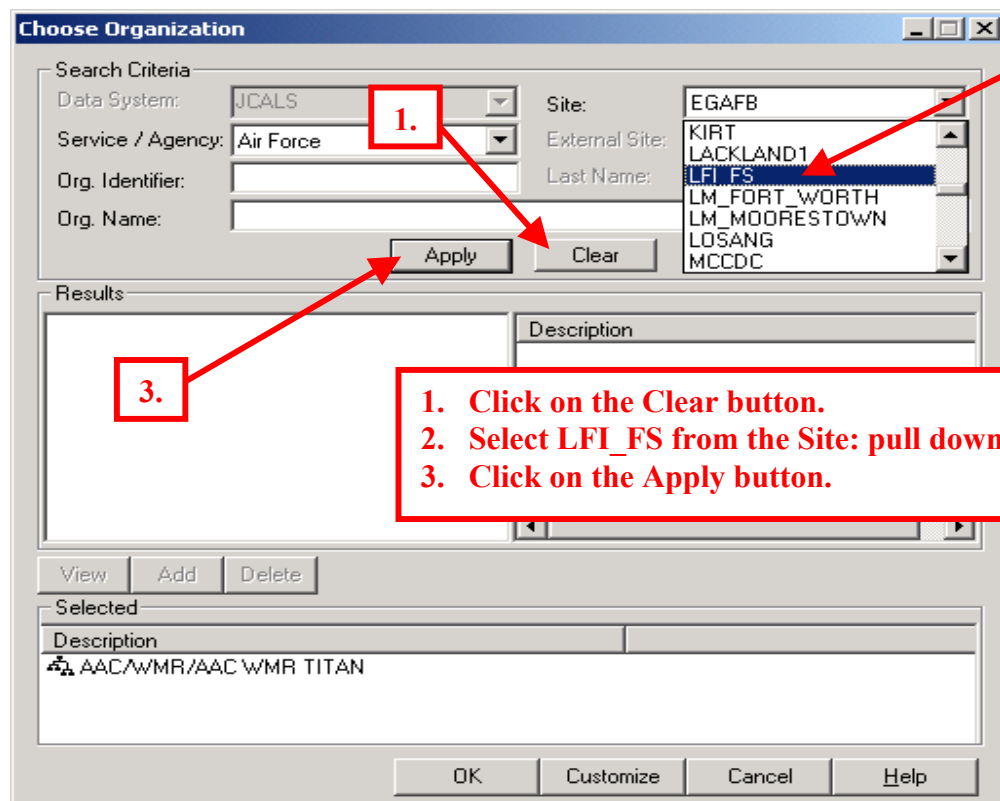 Choose Organization
Search Criteria
Data System: JCALS Site: EGAFB
1.
Service / Agency: Air Force External Site: KIRT
LACKLAND1
Org. Identifier: Last Name: LFI_FS
LM_FORT_WORTH
Org. Name: LM_MOORESTOWN
LOSANG
Apply Clear MCCDC
Results
Description
3.
1. Click on the Clear button.
2. Select LFI_FS from the Site: pull down
3. Click on the Apply button.
View Add Delete
Selected
Description
AAC/WMR/AAC WMR TITAN
OK Customize Cancel Help